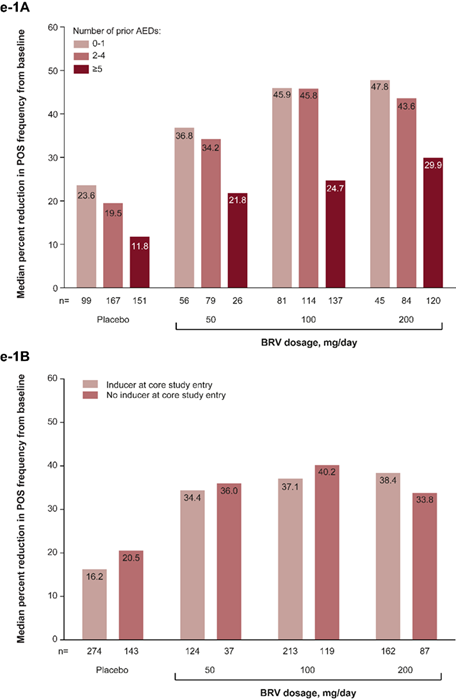 e-1A
Number of prior AEDs:
0-1
2-4
≥5
Median percent reduction in POS frequency from baseline
60
50
40
30
20
10
0
23.6 19.5 11.8 36.8 34.2 21.8 45.9 45.8 24.7 47.8 43.6 29.9
n= 99 167 151 56 79 26 81 114 137 45 84 120
Placebo 50 100 200
BRV dosage, mg/day
e-1B
Inducer at core study entry
No inducer at core study entry
Median percent reduction in POS frequency from baseline
60
50
40
30
20
10
0
16.2 20.5 34.4 36.0 37.1 40.2 38.4 33.8
n= 274 143 124 37 213 119 162 87
Placebo 50 100 200
BRV dosage, mg/day